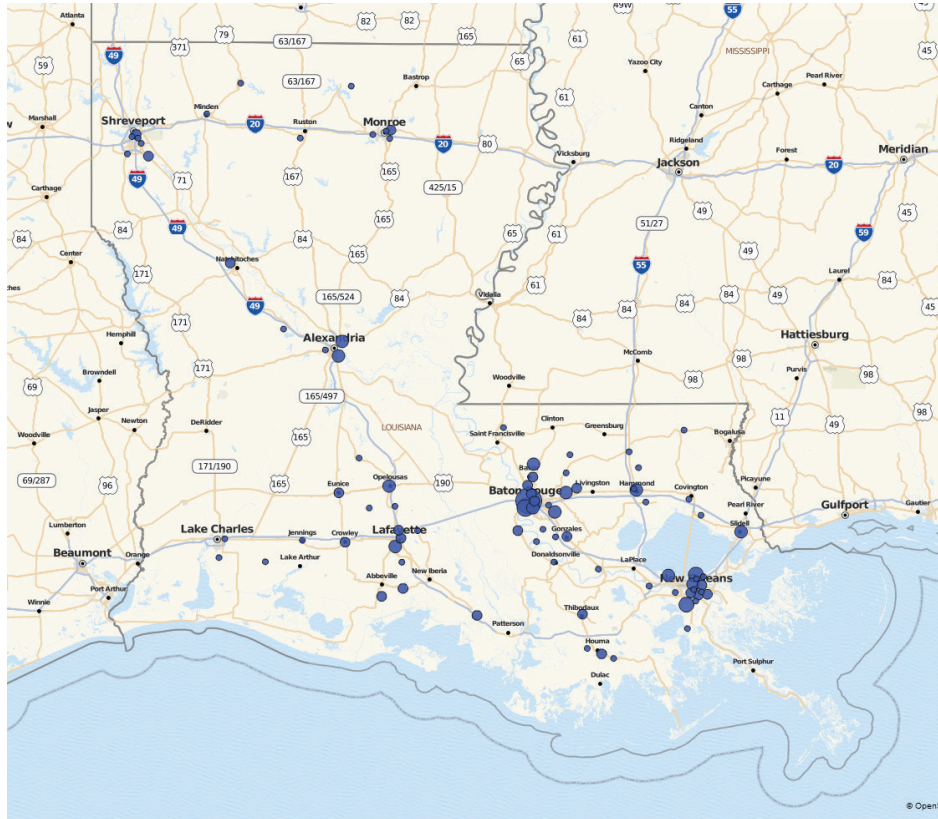 49W
82
82
45
Atlanta
79
165
61
55
371
63/167
MISSISSIPPI
49
65
59
Yazoo City
45
63/167
Bastrop
Carthage
Pearl River
61
Minden
Canton
Marshall
Shreveport
Ruston
Monroe
20
20
80
Ridgeland
Forest
Meridian
Vicksburg
Jackson
20
49
71
167
165
425/15
Carthage
49
45
165
51/27
84
84
49
65
61
59
Center
Natchitoches
165
84
55
171
Laurel
84
61
84
84
84
49
45
49
165/524
84
Vidalia
171
84
Hemphill
Alexandria
Hattiesburg
McComb
98
171
Purvis
98
69
Browndell
Woodville
98
98
165/497
Jasper
11
49
98
Newton
DeRidder
LOUISIANA
Clinton
Saint Francisville
Greensburg
Bogalusa
Woodville
165
171/190
69/287
96
165
Eunice
Opelousas
190
Baton Rouge
Livingston
Hammond
Covington
Picayune
Pearl River
Gulfport
Gautier
Lumberton
Lake Charles
Jennings
Crowley
Lafayette
Gonzales
Slidell
Beaumont
Orange
Lake Arthur
Donaldsonville
LaPlace
New Orleans
Abbeville
New Iberia
Winnie
Port Arthur
Patterson
Thibodaux
Houma
Port Sulphur
Dulac